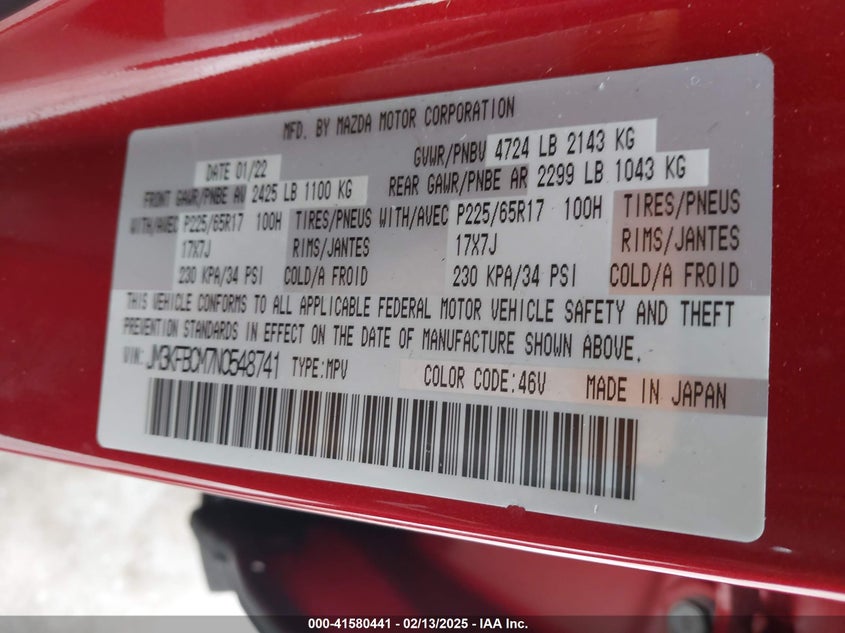 MFD. BY MAZDA MOTOR CORPORATION
DATE 01/22
GVWR/PNBV 4724 LB 2143 KG
FRONT GAWR/PNBE AV 2425 LB 1100 KG
REAR GAWR/PNBE AR 2299 LB 1043 KG
WITH/AVEC P225/65R17 100H TIRES/PNEUS WITH/AVEC P225/65R17 100H TIRES/PNEUS
17X7J RIMS/JANTES 17X7J RIMS/JANTES
230 KPA/34 PSI COLD/A FROID 230 KPA/34 PSI COLD/A FROID
THIS VEHICLE CONFORMS TO ALL APPLICABLE FEDERAL MOTOR VEHICLE SAFETY AND THEFT
PREVENTION STANDARDS IN EFFECT ON THE DATE OF MANUFACTURE SHOWN ABOVE.
VIN: JM3KFBCM7N0548741 TYPE:MPV COLOR CODE:46V MADE IN JAPAN
000-41580441 - 02/13/2025 - IAA Inc.